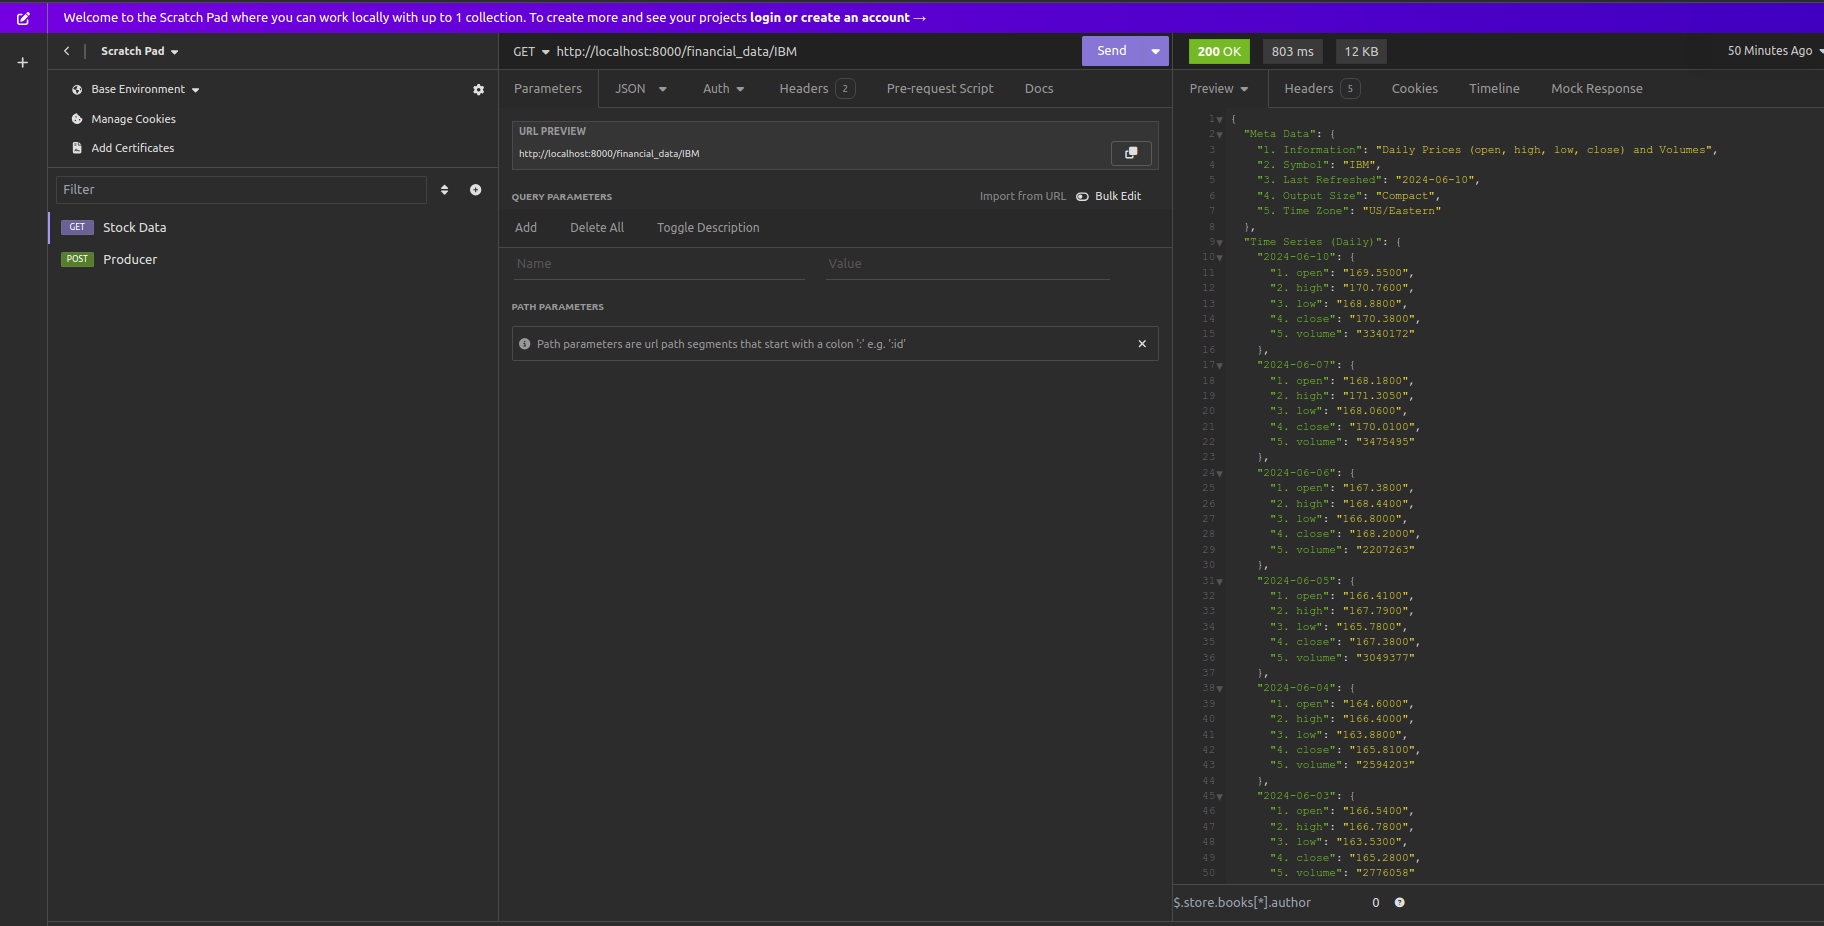 Welcome to the Scratch Pad where you can work locally with up to 1 collection. To create more and see your projects login or create an account →
Scratch Pad
Base Environment
Manage Cookies
Add Certificates
Filter
GET Stock Data
POST Producer
GET http://localhost:8000/financial_data/IBM Send
Parameters JSON Auth Headers 2 Pre-request Script Docs
URL PREVIEW
http://localhost:8000/financial_data/IBM
QUERY PARAMETERS Import from URL Bulk Edit
Add Delete All Toggle Description
Name Value
PATH PARAMETERS
Path parameters are url path segments that start with a colon ':' e.g. ':id'
200 OK 803 ms 12 KB 50 Minutes Ago
Preview Headers 5 Cookies Timeline Mock Response
1 {
2 "Meta Data": {
3 "1. Information": "Daily Prices (open, high, low, close) and Volumes",
4 "2. Symbol": "IBM",
5 "3. Last Refreshed": "2024-06-10",
6 "4. Output Size": "Compact",
7 "5. Time Zone": "US/Eastern"
8 },
9 "Time Series (Daily)": {
10 "2024-06-10": {
11 "1. open": "169.5500",
12 "2. high": "170.7600",
13 "3. low": "168.8800",
14 "4. close": "170.3800",
15 "5. volume": "3340172"
16 },
17 "2024-06-07": {
18 "1. open": "168.1800",
19 "2. high": "171.3050",
20 "3. low": "168.0600",
21 "4. close": "170.0100",
22 "5. volume": "3475495"
23 },
24 "2024-06-06": {
25 "1. open": "167.3800",
26 "2. high": "168.4400",
27 "3. low": "166.8000",
28 "4. close": "168.2000",
29 "5. volume": "2207263"
30 },
31 "2024-06-05": {
32 "1. open": "166.4100",
33 "2. high": "167.7900",
34 "3. low": "165.7800",
35 "4. close": "167.3800",
36 "5. volume": "3049377"
37 },
38 "2024-06-04": {
39 "1. open": "164.6000",
40 "2. high": "166.4000",
41 "3. low": "163.8800",
42 "4. close": "165.8100",
43 "5. volume": "2594203"
44 },
45 "2024-06-03": {
46 "1. open": "166.5400",
47 "2. high": "166.7800",
48 "3. low": "163.5300",
49 "4. close": "165.2800",
50 "5. volume": "2776058"
$.store.books[*].author 0